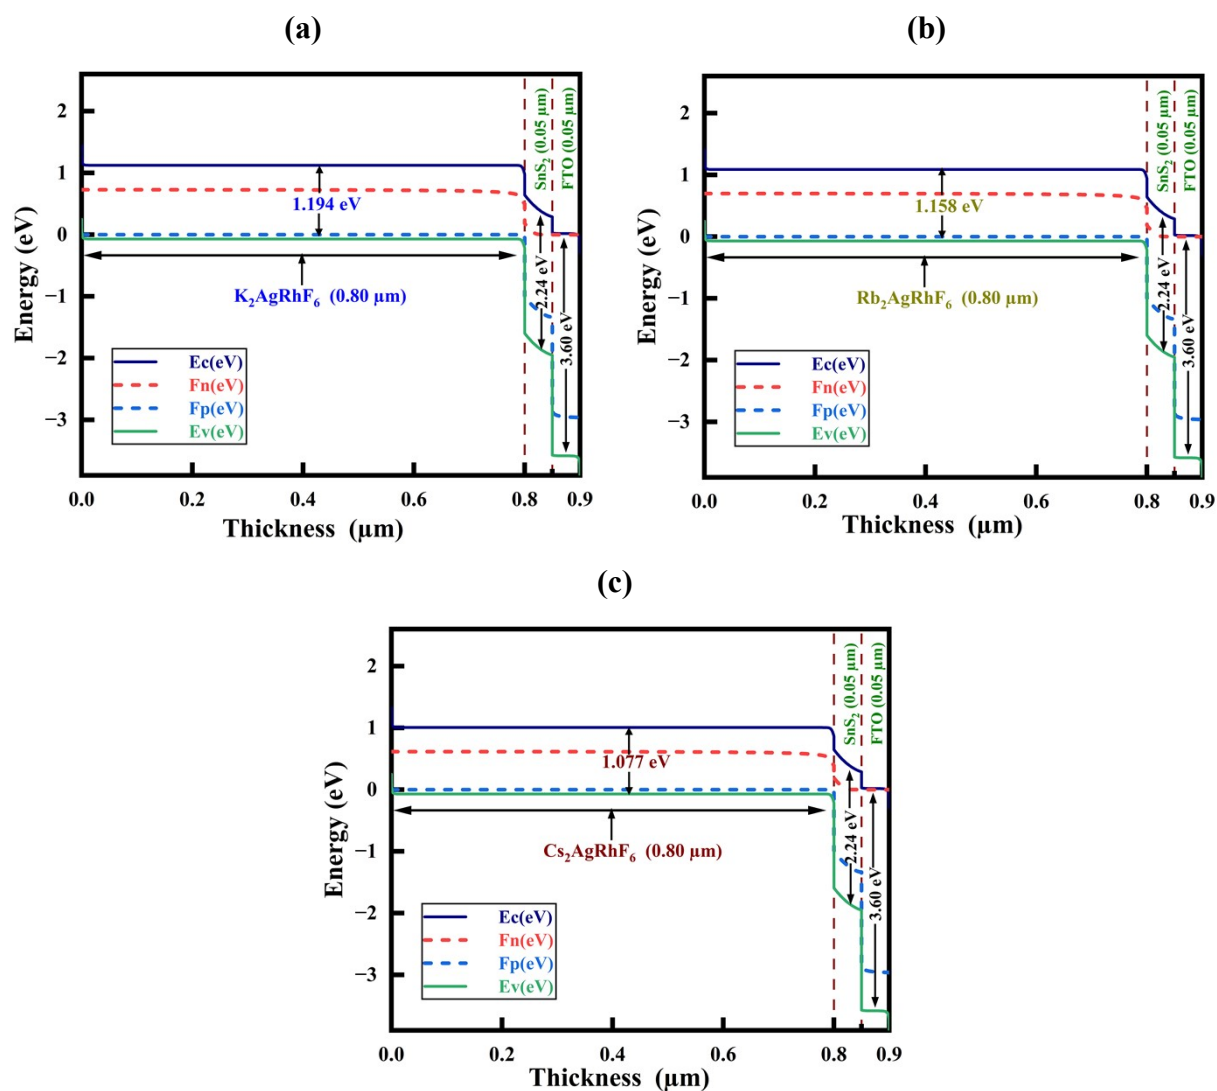 (a)
Energy (eV)
2
1
0
−1
−2
−3
0.0 0.2 0.4 0.6 0.8 0.9
Thickness (μm)
1.194 eV
K₂AgRhF₆ (0.80 μm)
SnS₂ (0.05 μm)
FTO (0.05 μm)
2.24 eV
3.60 eV
Ec(eV)
Fn(eV)
Fp(eV)
Ev(eV)
(b)
Energy (eV)
2
1
0
−1
−2
−3
0.0 0.2 0.4 0.6 0.8 0.9
Thickness (μm)
1.158 eV
Rb₂AgRhF₆ (0.80 μm)
SnS₂ (0.05 μm)
FTO (0.05 μm)
2.24 eV
3.60 eV
Ec(eV)
Fn(eV)
Fp(eV)
Ev(eV)
(c)
Energy (eV)
2
1
0
−1
−2
−3
0.0 0.2 0.4 0.6 0.8 0.9
Thickness (μm)
1.077 eV
Cs₂AgRhF₆ (0.80 μm)
SnS₂ (0.05 μm)
FTO (0.05 μm)
2.24 eV
3.60 eV
Ec(eV)
Fn(eV)
Fp(eV)
Ev(eV)